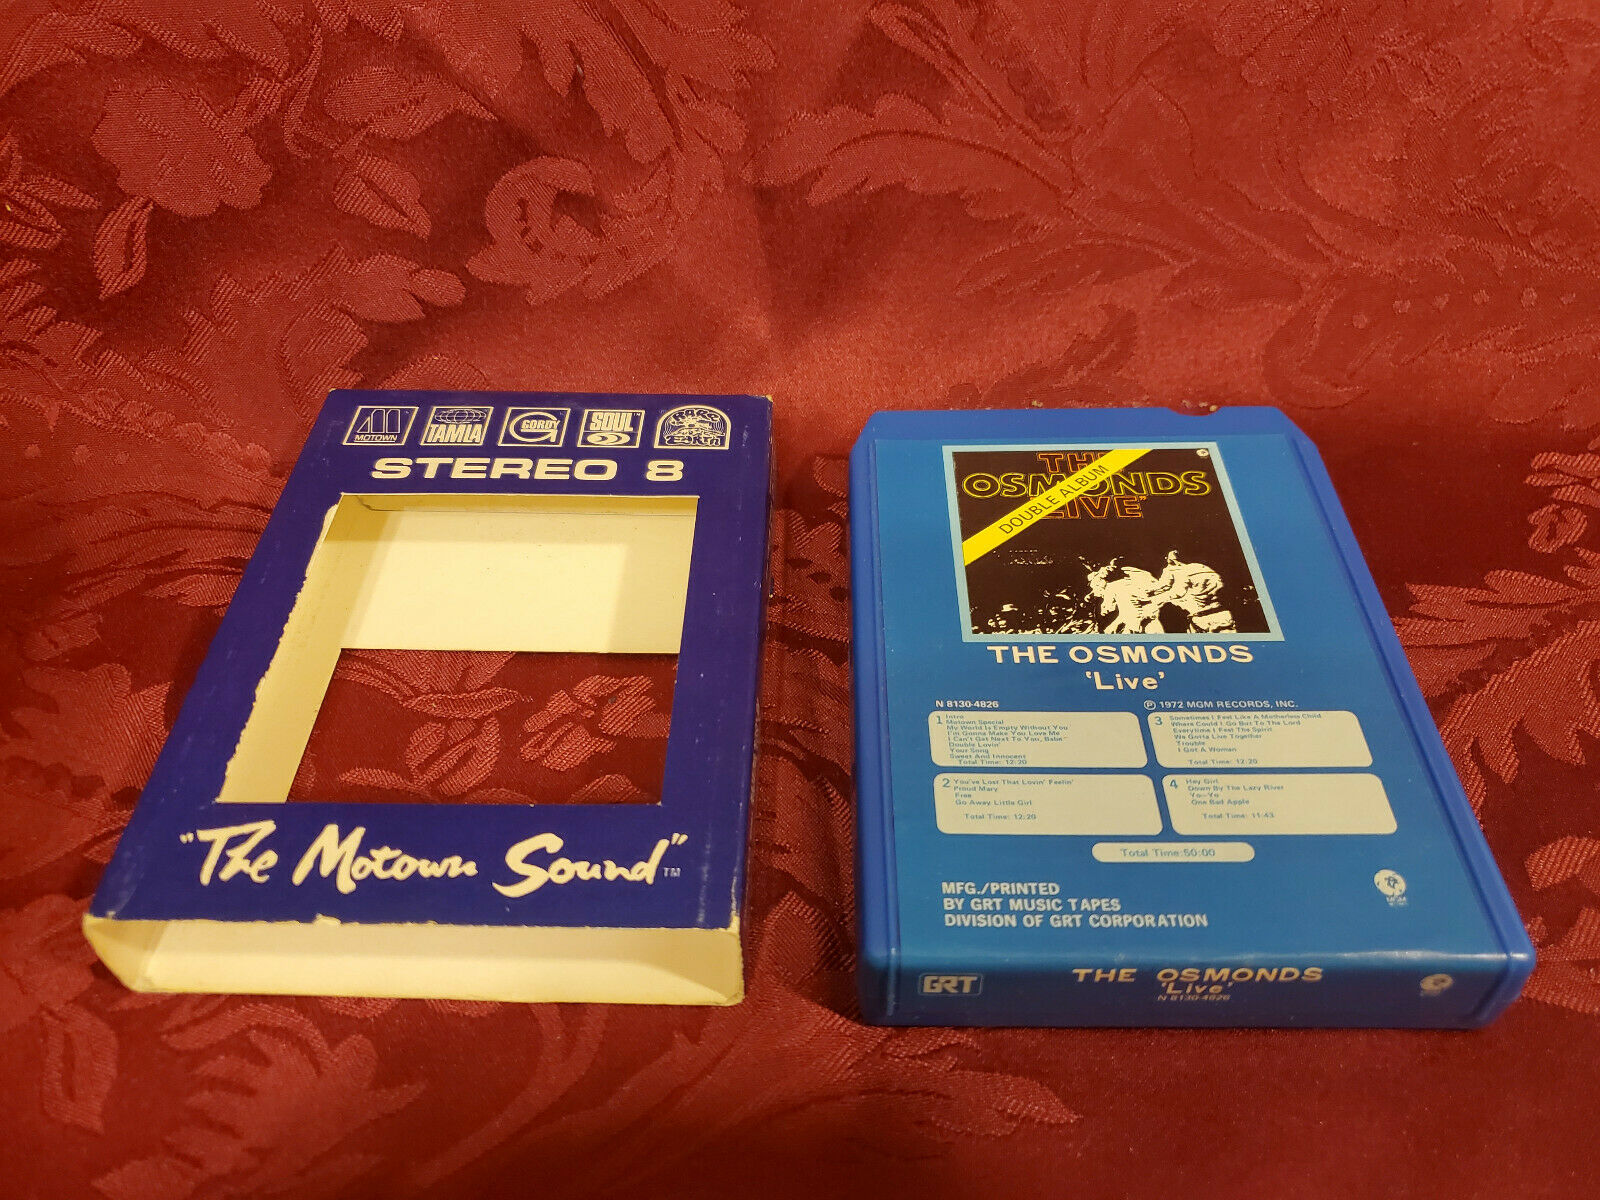 MOTOWN
TAMLA
GORDY
SOUL
RARE
EARTH
STEREO 8
"The Motown Sound"™
THE
OSMONDS
LIVE"
DOUBLE ALBUM
THE OSMONDS
'Live'
N 8130-4826
℗ 1972 MGM RECORDS, INC.
1 Intro
Motown Special
My World Is Empty Without You
I'm Gonna Make You Love Me
I Can't Get Next To You, Babe
Double Lovin'
Your Song
Sweet And Innocent
Total Time: 12:20
2 You've Lost That Lovin' Feelin'
Proud Mary
Free
Go Away Little Girl
Total Time: 12:20
3 Sometimes I Feel Like A Motherless Child
Where Could I Go But To The Lord
Everytime I Feel The Spirit
We Gotta Live Together
Trouble
I Got A Woman
Total Time: 12:20
4 Hey Girl
Down By The Lazy River
Yo-Yo
One Bad Apple
Total Time: 11:43
Total Time: 50:00
MFG./PRINTED
BY GRT MUSIC TAPES
DIVISION OF GRT CORPORATION
MGM
GRT
THE OSMONDS
'Live'
N 8130-4826